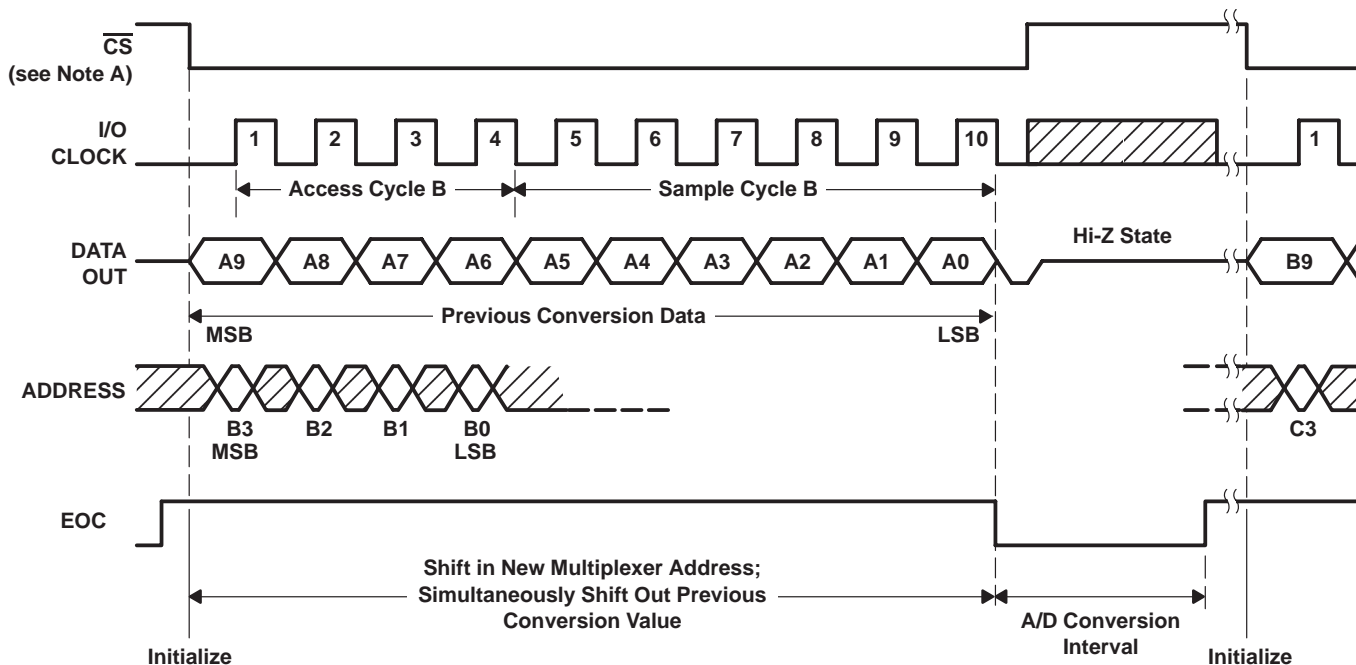 CS
(see Note A)
I/O
CLOCK
1 2 3 4 5 6 7 8 9 10 1
Access Cycle B Sample Cycle B
DATA
OUT
A9 A8 A7 A6 A5 A4 A3 A2 A1 A0 Hi-Z State B9
Previous Conversion Data
MSB LSB
ADDRESS
B3 B2 B1 B0 C3
MSB LSB
EOC
Shift in New Multiplexer Address;
Simultaneously Shift Out Previous
Conversion Value
A/D Conversion
Interval
Initialize Initialize